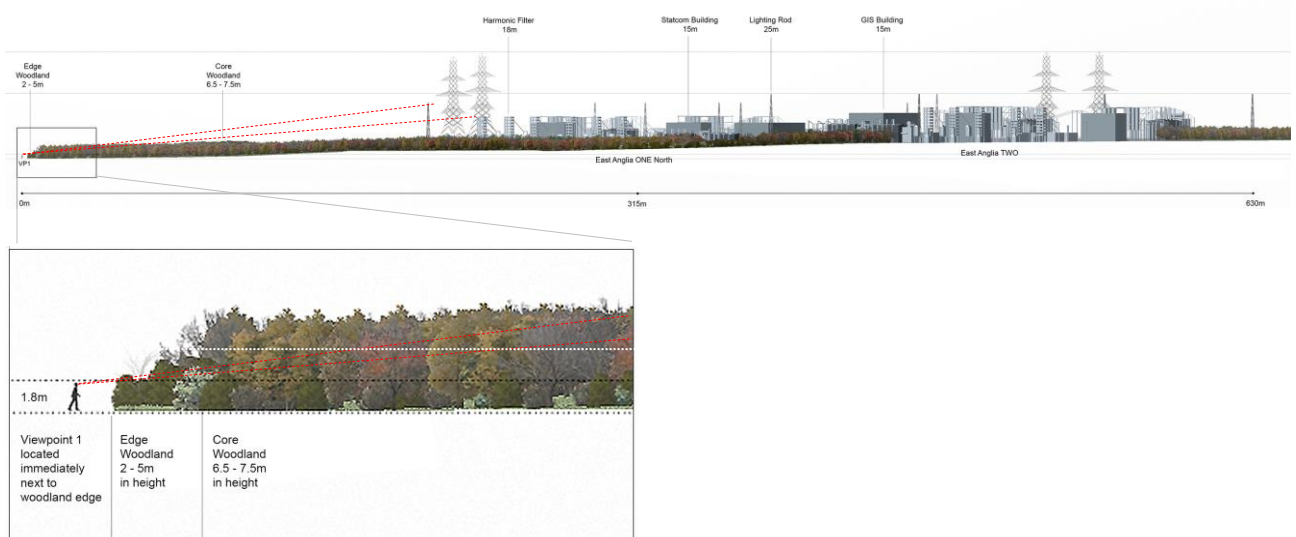 Harmonic Filter
18m
Statcom Building
15m
Lighting Rod
25m
GIS Building
15m
Edge
Woodland
2 - 5m
Core
Woodland
6.5 - 7.5m
VP1
East Anglia ONE North
East Anglia TWO
0m
315m
630m
1.8m
Viewpoint 1
located
immediately
next to
woodland edge
Edge
Woodland
2 - 5m
in height
Core
Woodland
6.5 - 7.5m
in height